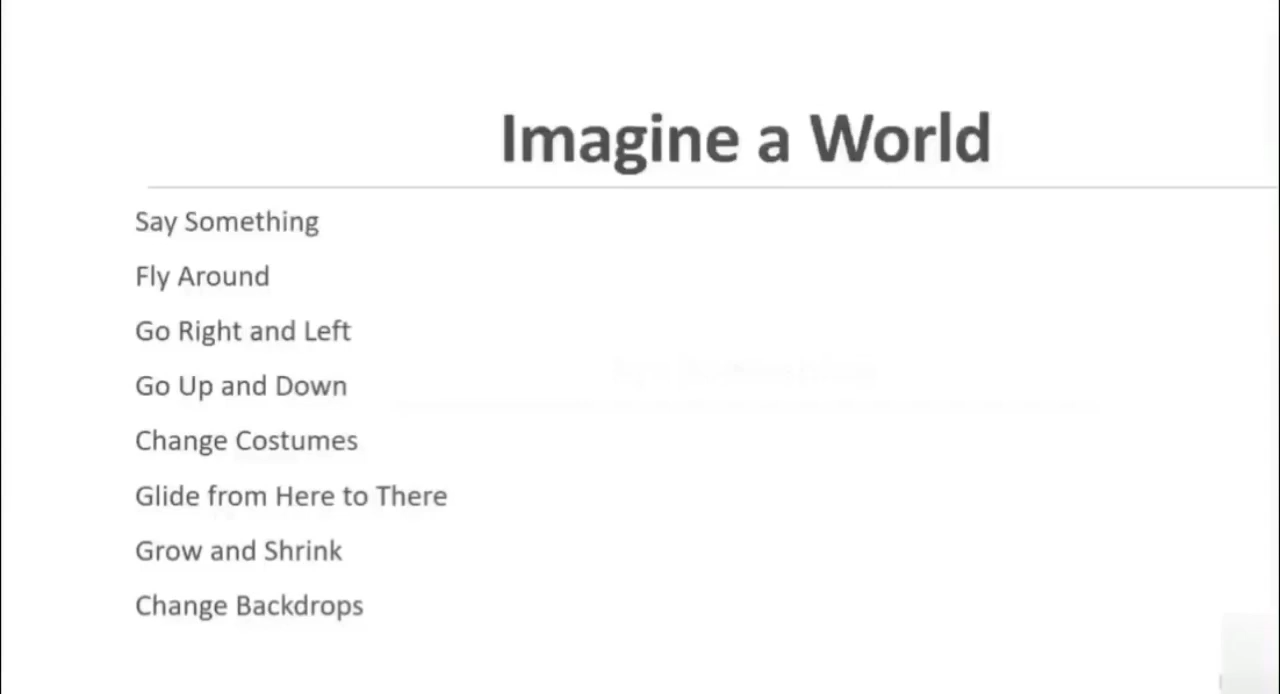 Imagine a World
Say Something
Fly Around
Go Right and Left
Go Up and Down
Change Costumes
Glide from Here to There
Grow and Shrink
Change Backdrops